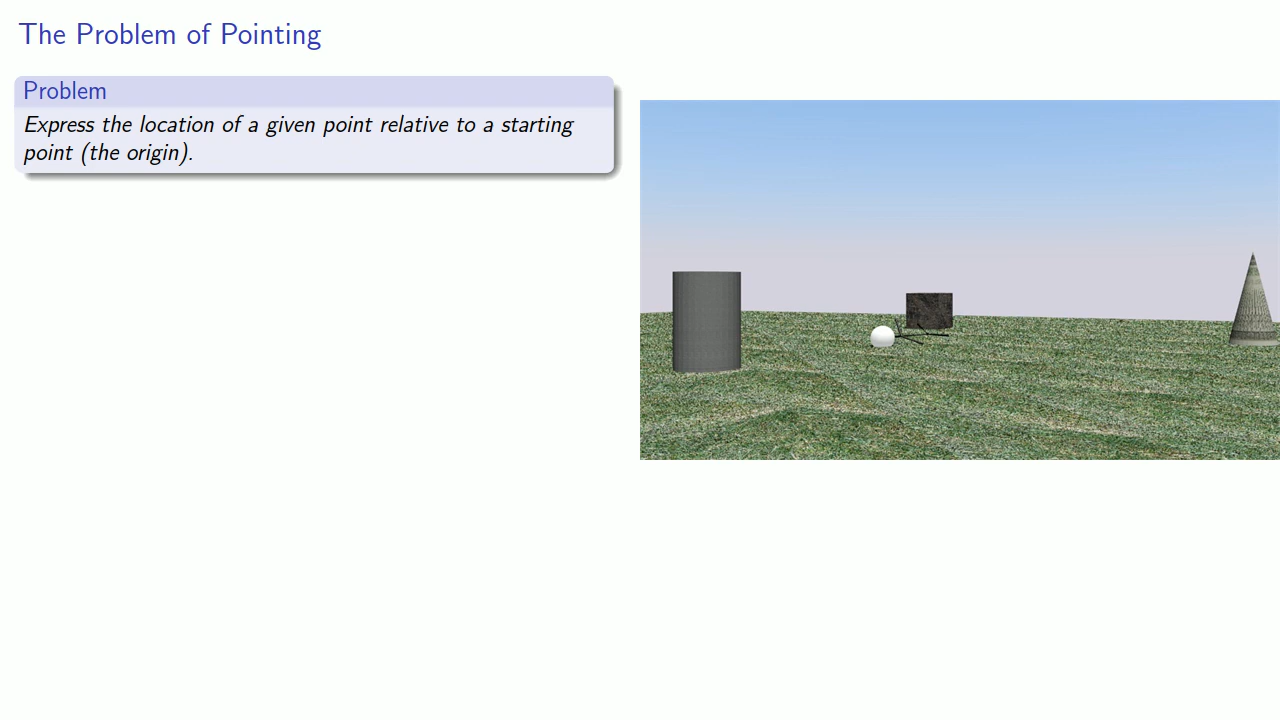 The Problem of Pointing
Problem
Express the location of a given point relative to a starting
point (the origin).